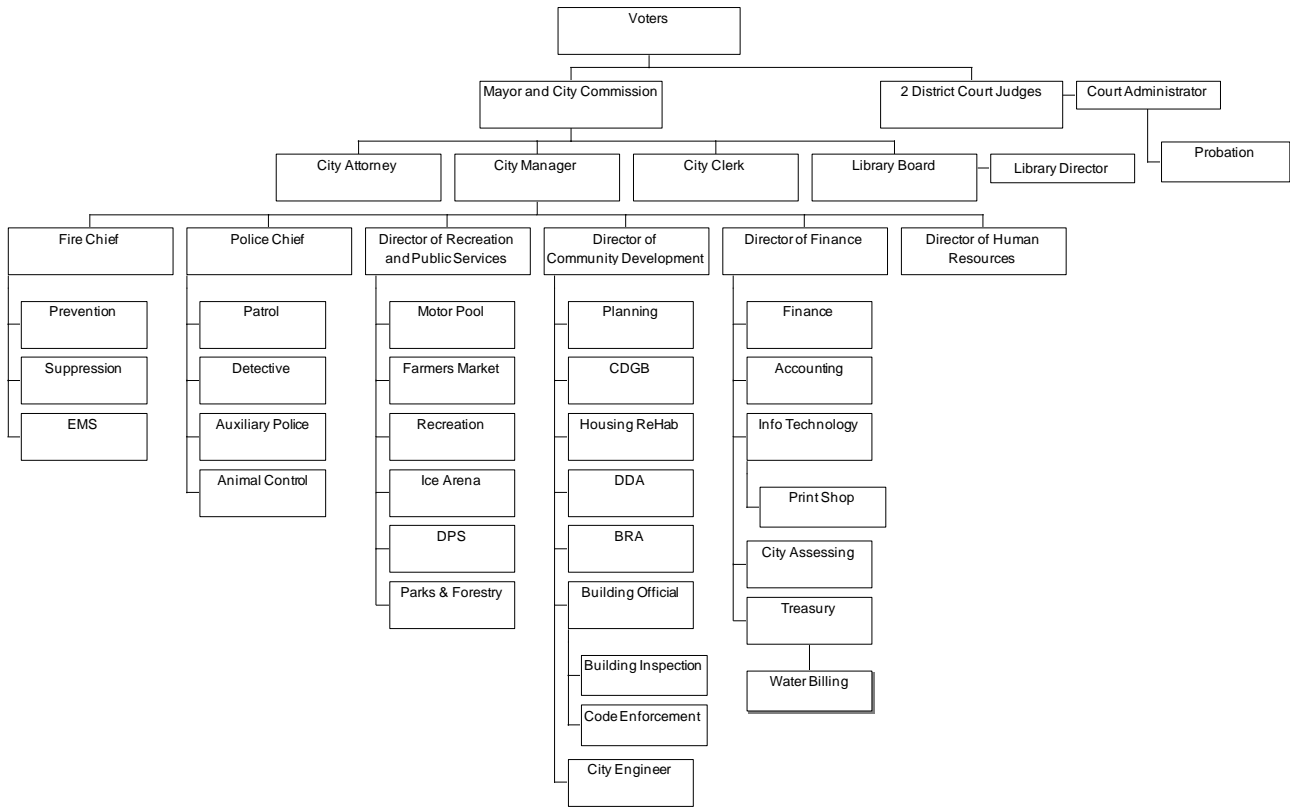 Voters
Mayor and City Commission
2 District Court Judges
Court Administrator
Probation
City Attorney
City Manager
City Clerk
Library Board
Library Director
Fire Chief
Police Chief
Director of Recreation
and Public Services
Director of
Community Development
Director of Finance
Director of Human
Resources
Prevention
Suppression
EMS
Patrol
Detective
Auxiliary Police
Animal Control
Motor Pool
Farmers Market
Recreation
Ice Arena
DPS
Parks & Forestry
Planning
CDGB
Housing ReHab
DDA
BRA
Building Official
Building Inspection
Code Enforcement
City Engineer
Finance
Accounting
Info Technology
Print Shop
City Assessing
Treasury
Water Billing